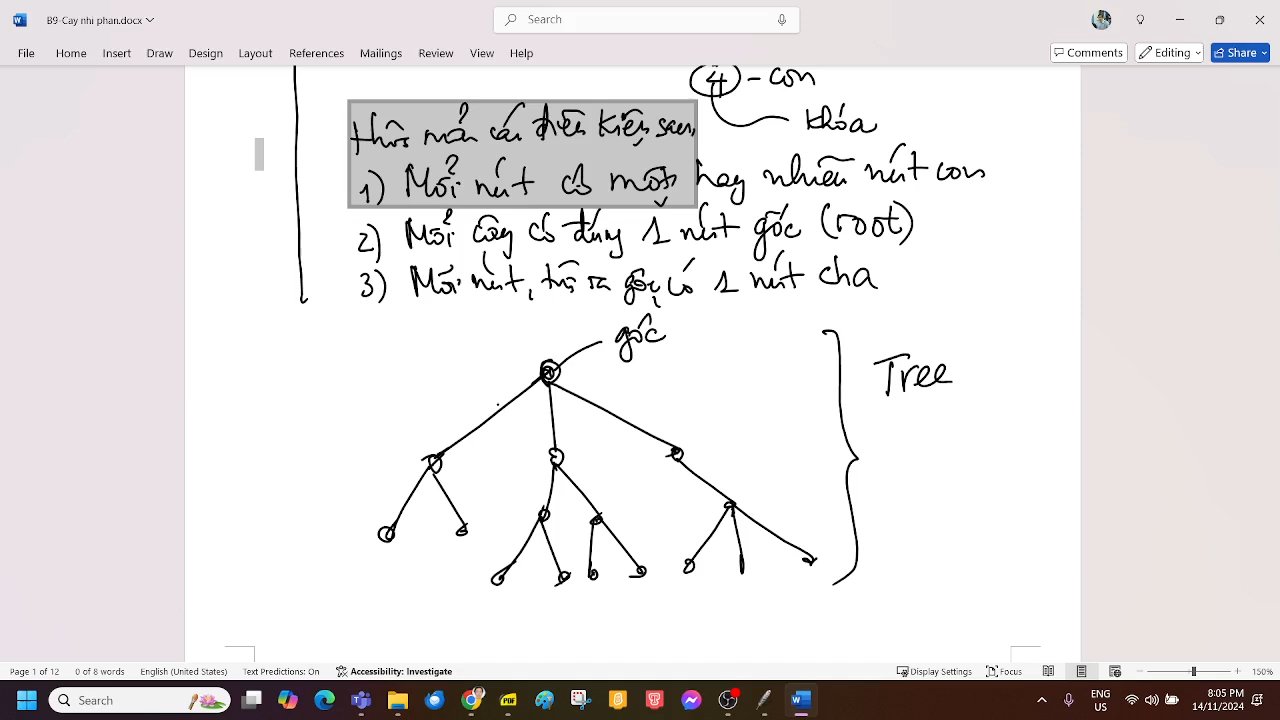 B9-Cay nhi phan.docx
Search
File Home Insert Draw Design Layout References Mailings Review View Help
Comments Editing Share
4 - con
khóa
thỏa mãn các điều kiện sau
1) Mỗi nút có một hay nhiều nút con
2) Mỗi cây có đúng 1 nút gốc (root)
3) Mỗi nút, trừ ra gốc, có 1 nút cha
gốc
Tree
Page 1 of 12 0 of 8 words English (United States) Text Predictions: On Accessibility: Investigate Display Settings Focus 150%
Search PDF ENG US 8:05 PM 14/11/2024